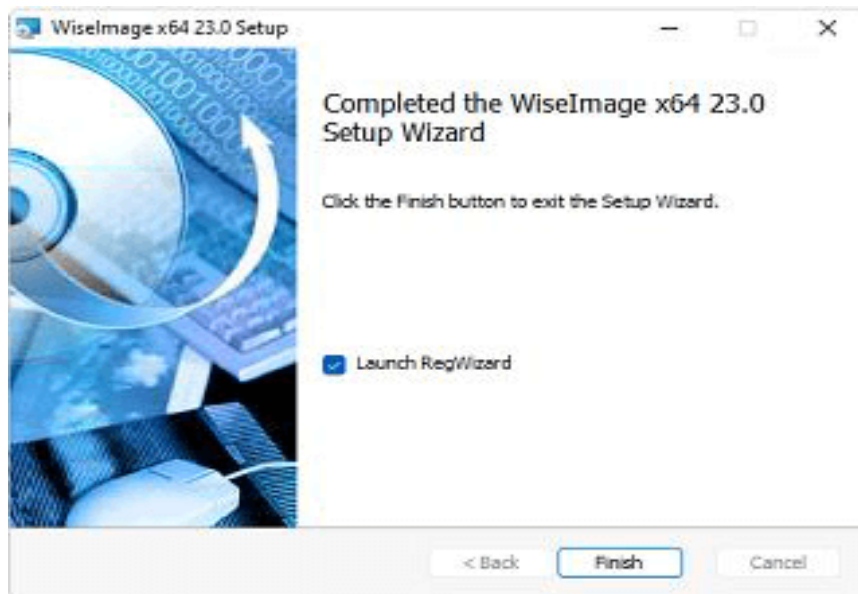 WiseImage x64 23.0 Setup
Completed the WiseImage x64 23.0
Setup Wizard
Click the Finish button to exit the Setup Wizard.
Launch RegWizard
< Back
Finish
Cancel